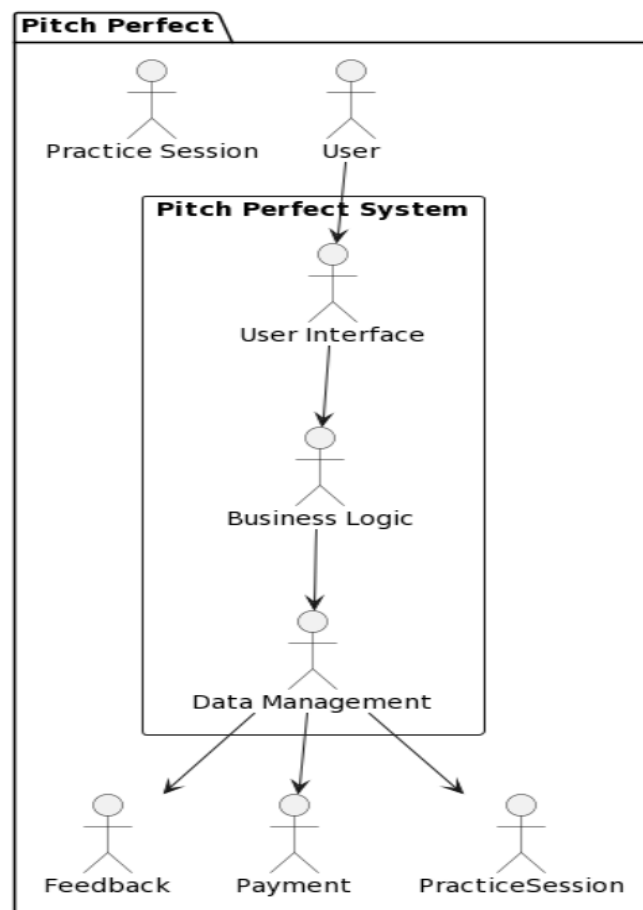 Pitch Perfect
Practice Session
User
Pitch Perfect System
User Interface
Business Logic
Data Management
Feedback
Payment
PracticeSession